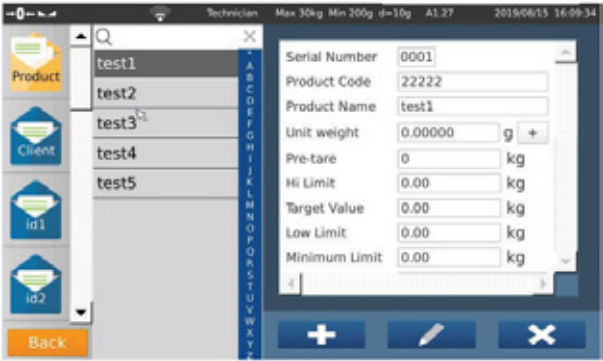 →0← Technician Max 30kg Min 200g d=10g A1.27 2019/08/15 16:09:34
Product
Client
id1
id2
Back
test1
test2
test3
test4
test5
A
B
C
D
E
F
G
H
I
J
K
L
M
N
O
P
Q
R
S
T
U
V
W
X
Y
Z
Serial Number 0001
Product Code 22222
Product Name test1
Unit weight 0.00000 g +
Pre-tare 0 kg
Hi Limit 0.00 kg
Target Value 0.00 kg
Low Limit 0.00 kg
Minimum Limit 0.00 kg